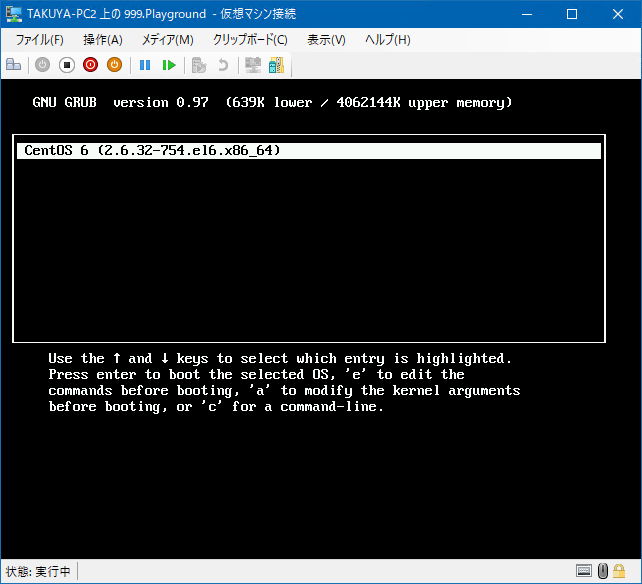 TAKUYA-PC2 上の 999.Playground - 仮想マシン接続
ファイル(F) 操作(A) メディア(M) クリップボード(C) 表示(V) ヘルプ(H)
GNU GRUB version 0.97 (639K lower / 4062144K upper memory)
CentOS 6 (2.6.32-754.el6.x86_64)
Use the ↑ and ↓ keys to select which entry is highlighted.
Press enter to boot the selected OS, 'e' to edit the
commands before booting, 'a' to modify the kernel arguments
before booting, or 'c' for a command-line.
状態: 実行中